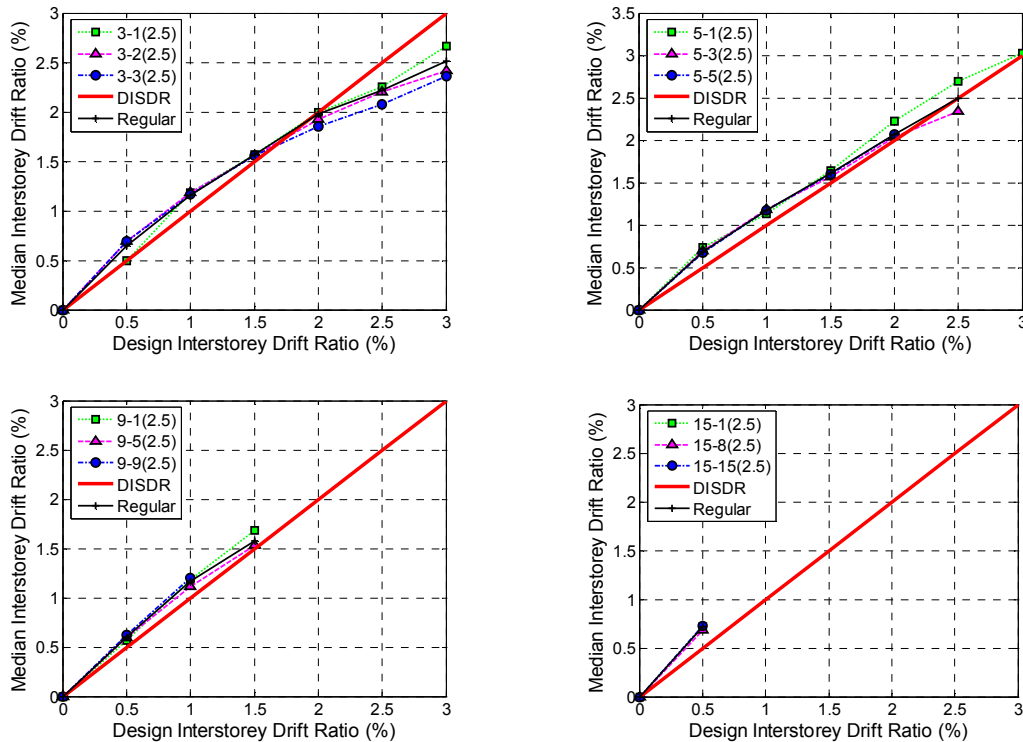 Median Interstorey Drift Ratio (%)
3
2.5
2
1.5
1
0.5
0
3-1(2.5)
3-2(2.5)
3-3(2.5)
DISDR
Regular
0 0.5 1 1.5 2 2.5 3
Design Interstorey Drift Ratio (%)
Median Interstorey Drift Ratio (%)
3.5
3
2.5
2
1.5
1
0.5
0
5-1(2.5)
5-3(2.5)
5-5(2.5)
DISDR
Regular
0 0.5 1 1.5 2 2.5 3
Design Interstorey Drift Ratio (%)
Median Interstorey Drift Ratio (%)
3
2.5
2
1.5
1
0.5
0
9-1(2.5)
9-5(2.5)
9-9(2.5)
DISDR
Regular
0 0.5 1 1.5 2 2.5 3
Design Interstorey Drift Ratio (%)
Median Interstorey Drift Ratio (%)
3
2.5
2
1.5
1
0.5
0
15-1(2.5)
15-8(2.5)
15-15(2.5)
DISDR
Regular
0 0.5 1 1.5 2 2.5 3
Design Interstorey Drift Ratio (%)